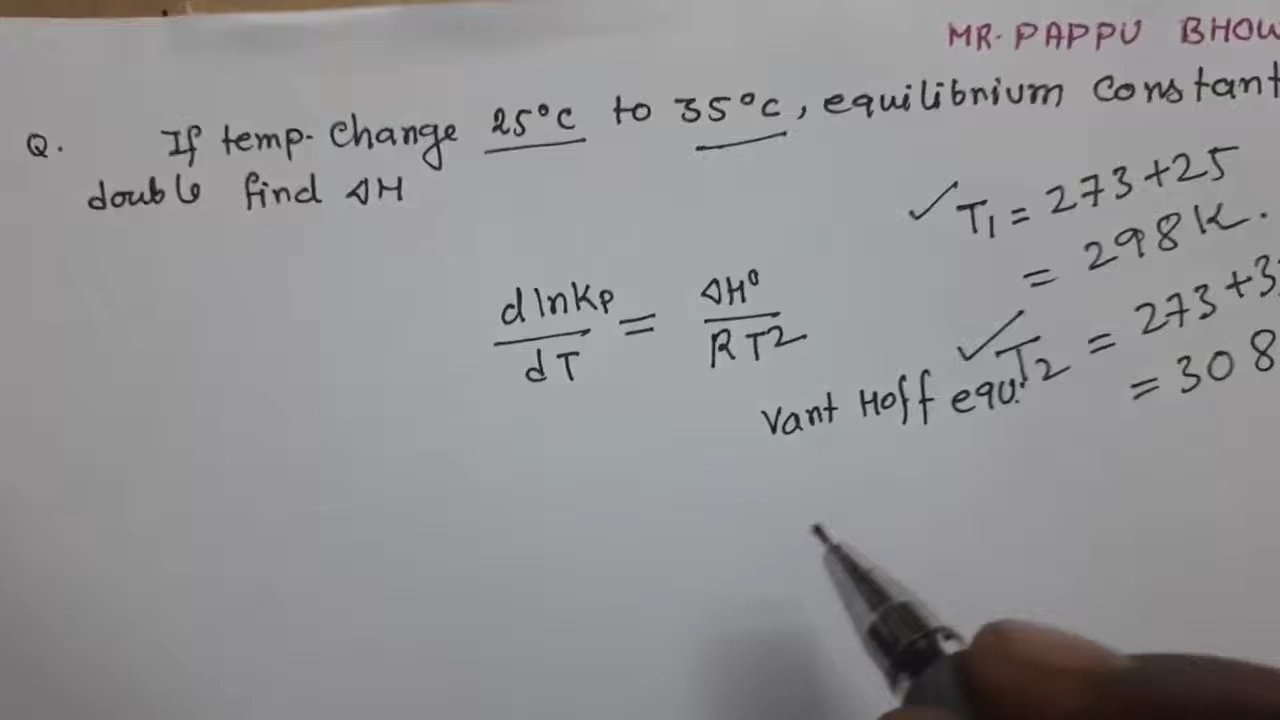 MR. PAPPU BHOW
Q. If temp. change 25°C to 35°C, equilibrium constant
double find ΔH
T1 = 273+25
= 298K.
d lnKp / dT = ΔH° / RT2
T2 = 273+3
= 308
Vant Hoff equ.